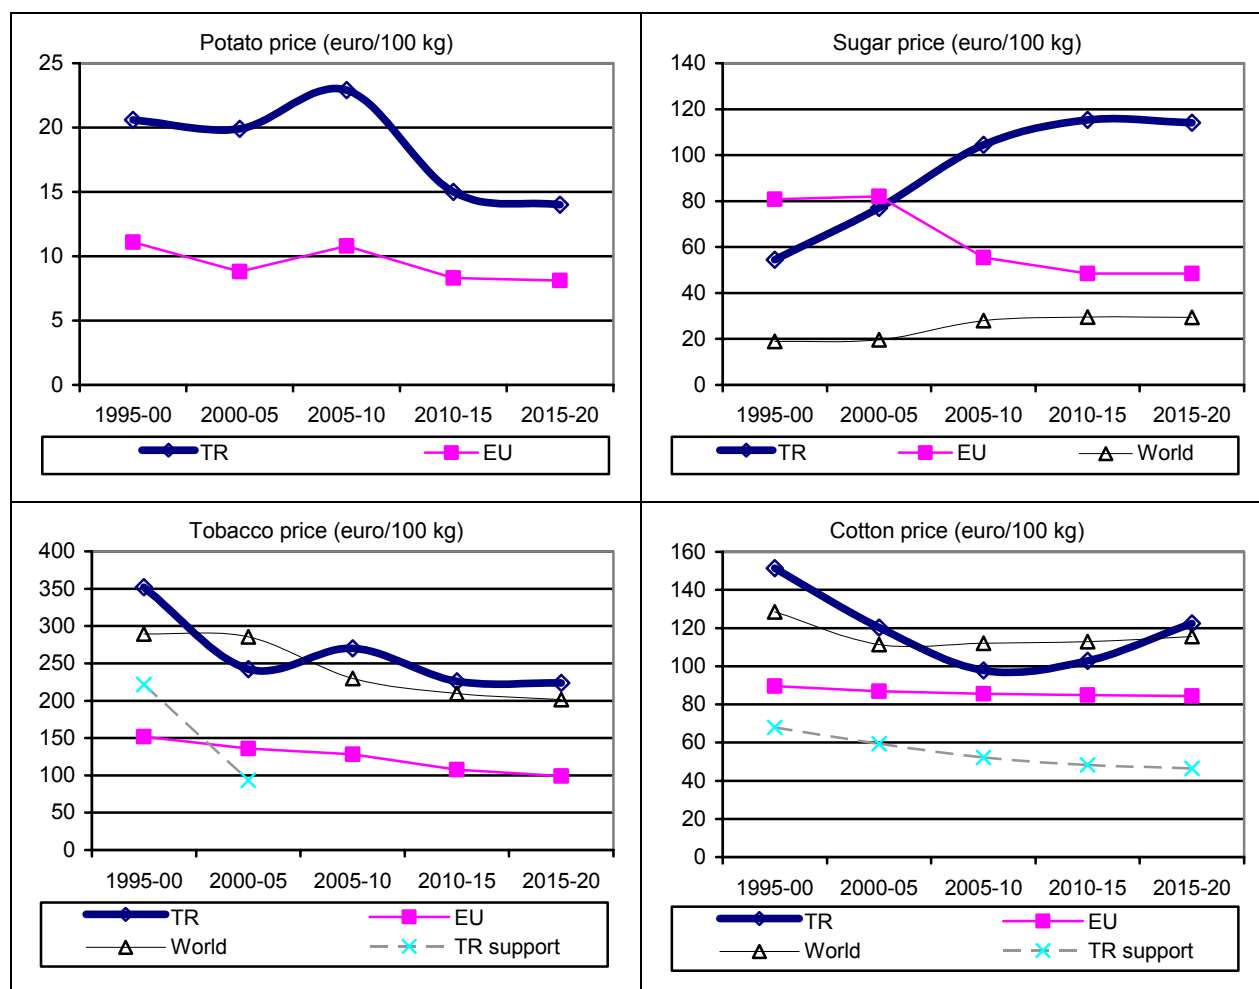 Potato price (euro/100 kg)
25
20
15
10
5
0
1995-00 2000-05 2005-10 2010-15 2015-20
TR EU
Sugar price (euro/100 kg)
140
120
100
80
60
40
20
0
1995-00 2000-05 2005-10 2010-15 2015-20
TR EU World
Tobacco price (euro/100 kg)
400
350
300
250
200
150
100
50
0
1995-00 2000-05 2005-10 2010-15 2015-20
TR EU
World TR support
Cotton price (euro/100 kg)
160
140
120
100
80
60
40
20
0
1995-00 2000-05 2005-10 2010-15 2015-20
TR EU
World TR support